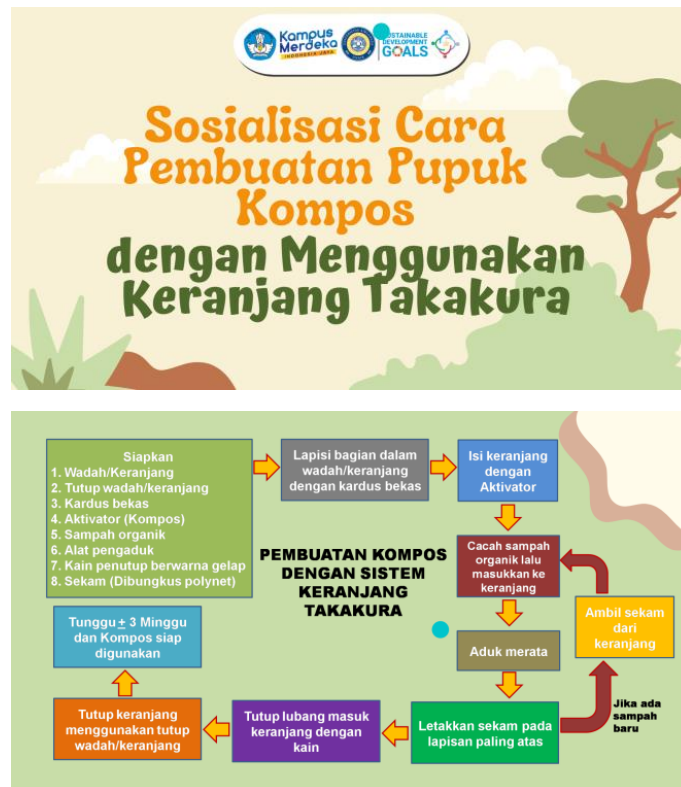 Kampus
Merdeka
INDONESIA JAYA
SUSTAINABLE
DEVELOPMENT
GOALS
Sosialisasi Cara
Pembuatan Pupuk
Kompos
dengan Menggunakan
Keranjang Takakura
Siapkan
1. Wadah/Keranjang
2. Tutup wadah/keranjang
3. Kardus bekas
4. Aktivator (Kompos)
5. Sampah organik
6. Alat pengaduk
7. Kain penutup berwarna gelap
8. Sekam (Dibungkus polynet)
Lapisi bagian dalam
wadah/keranjang
dengan kardus bekas
Isi keranjang
dengan
Aktivator
PEMBUATAN KOMPOS
DENGAN SISTEM
KERANJANG
TAKAKURA
Cacah sampah
organik lalu
masukkan ke
keranjang
Ambil sekam
dari
keranjang
Aduk merata
Jika ada
sampah
baru
Letakkan sekam pada
lapisan paling atas
Tutup lubang masuk
keranjang dengan
kain
Tutup keranjang
menggunakan tutup
wadah/keranjang
Tunggu ± 3 Minggu
dan Kompos siap
digunakan